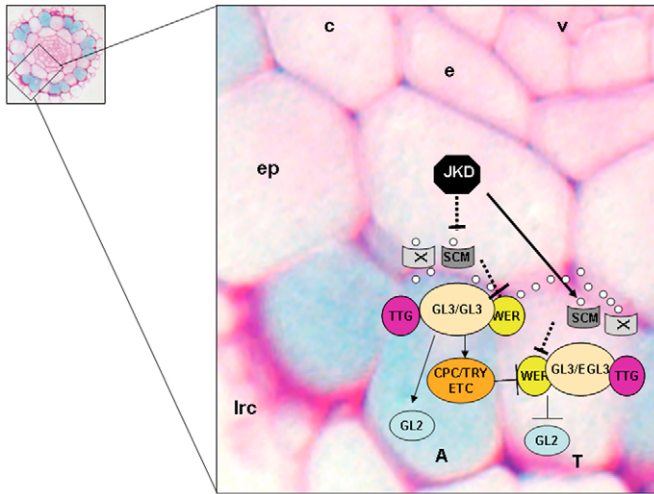 c
v
e
ep
JKD
X
SCM
TTG
GL3/GL3
WER
SCM
X
CPC/TRY
ETC
WER
GL3/EGL3
TTG
lrc
GL2
GL2
A
T